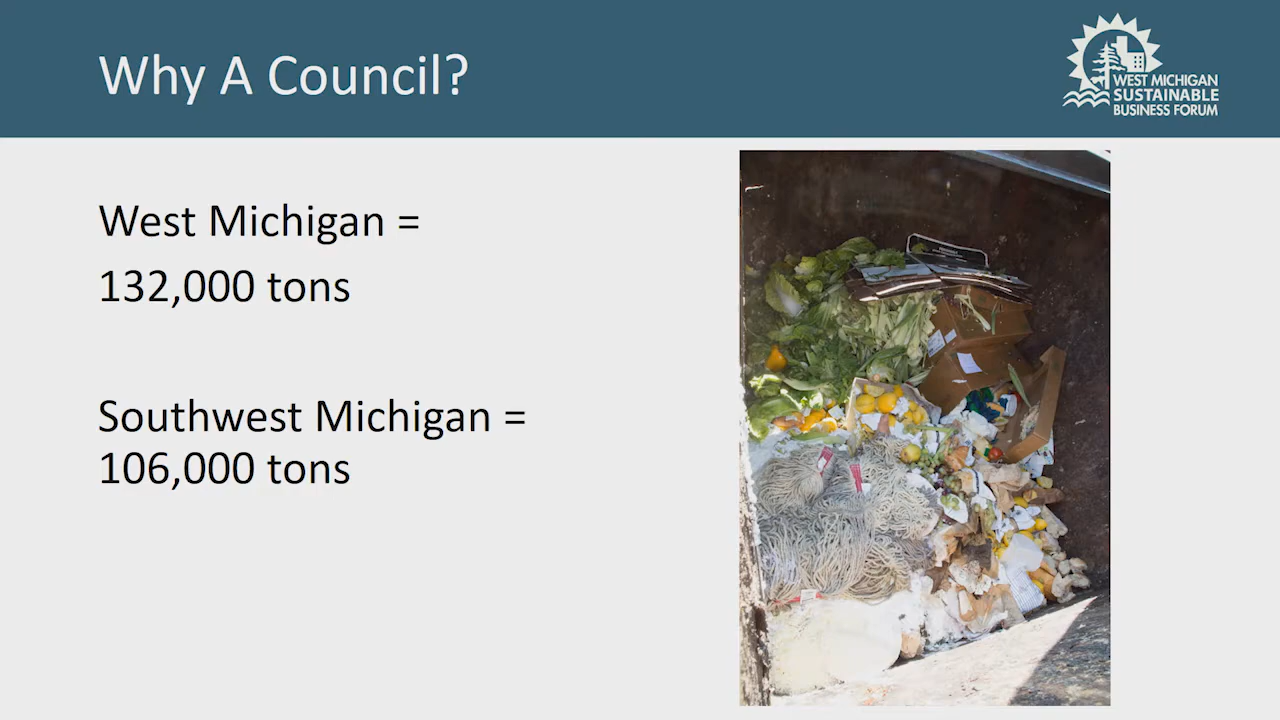 Why A Council?
WEST MICHIGAN
SUSTAINABLE
BUSINESS FORUM
West Michigan =
132,000 tons
Southwest Michigan =
106,000 tons